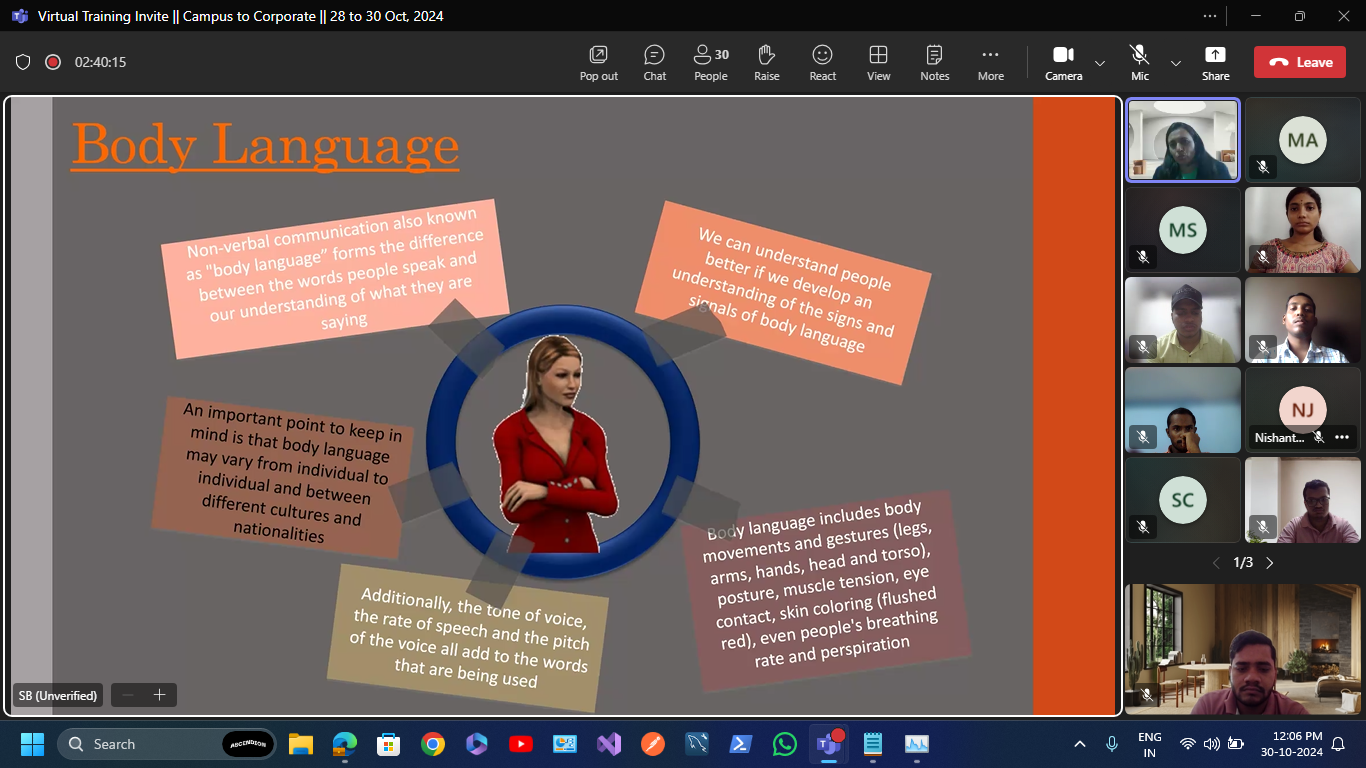 Virtual Training Invite || Campus to Corporate || 28 to 30 Oct, 2024
02:40:15
Pop out
Chat
30
People
Raise
React
View
Notes
More
Camera
Mic
Share
Leave
Body Language
Non-verbal communication also known
as "body language” forms the difference
between the words people speak and
our understanding of what they are
saying
We can understand people
better if we develop an
understanding of the signs and
signals of body language
An important point to keep in
mind is that body language
may vary from individual to
individual and between
different cultures and
nationalities
Body language includes body
movements and gestures (legs,
arms, hands, head and torso),
posture, muscle tension, eye
contact, skin coloring (flushed
red), even people's breathing
rate and perspiration
Additionally, the tone of voice,
the rate of speech and the pitch
of the voice all add to the words
that are being used
SB (Unverified)
MA
MS
NJ
Nishant...
SC
1/3
Search
ASCENDION
ENG
IN
12:06 PM
30-10-2024